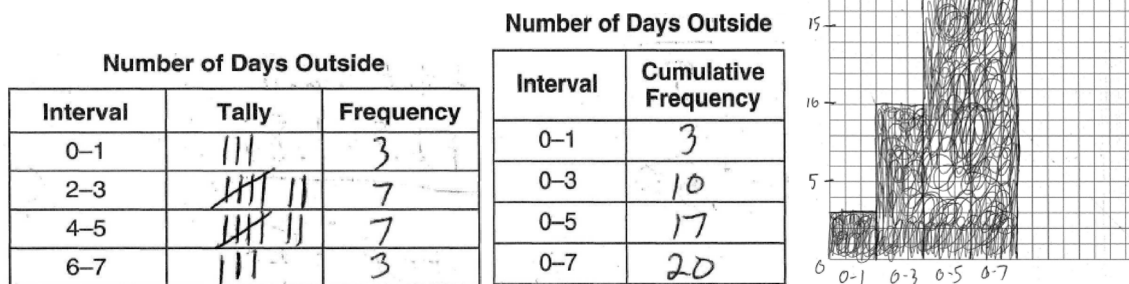 Number of Days Outside
Interval Tally Frequency
0–1 ||| 3
2–3 |||| || 7
4–5 |||| || 7
6–7 ||| 3
Number of Days Outside
Interval Cumulative Frequency
0–1 3
0–3 10
0–5 17
0–7 20
15
10
5
0
0-1 0-3 0-5 0-7